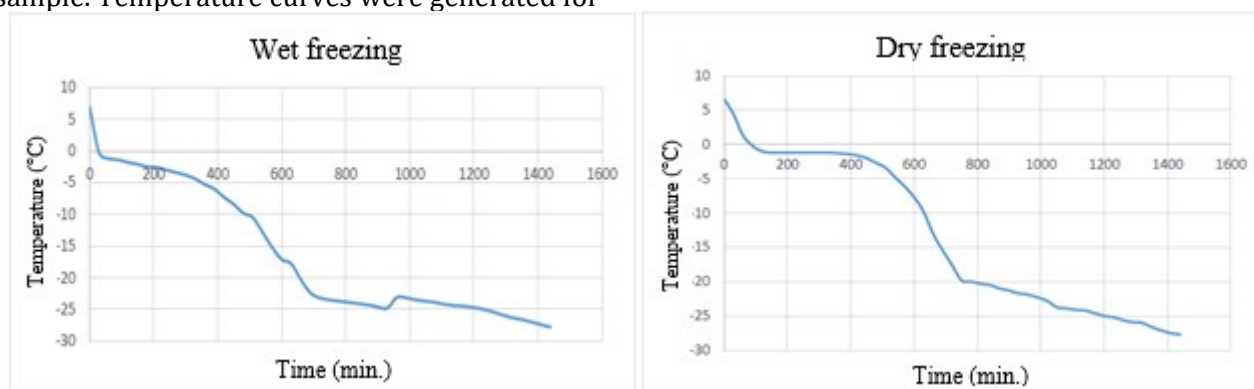 sample. Temperature curves were generated for
Wet freezing
10
5
0
-5
-10
-15
-20
-25
-30
0 200 400 600 800 1000 1200 1400 1600
Temperature (°C)
Time (min.)
Dry freezing
10
5
0
-5
-10
-15
-20
-25
-30
0 200 400 600 800 1000 1200 1400 1600
Temperature (°C)
Time (min.)